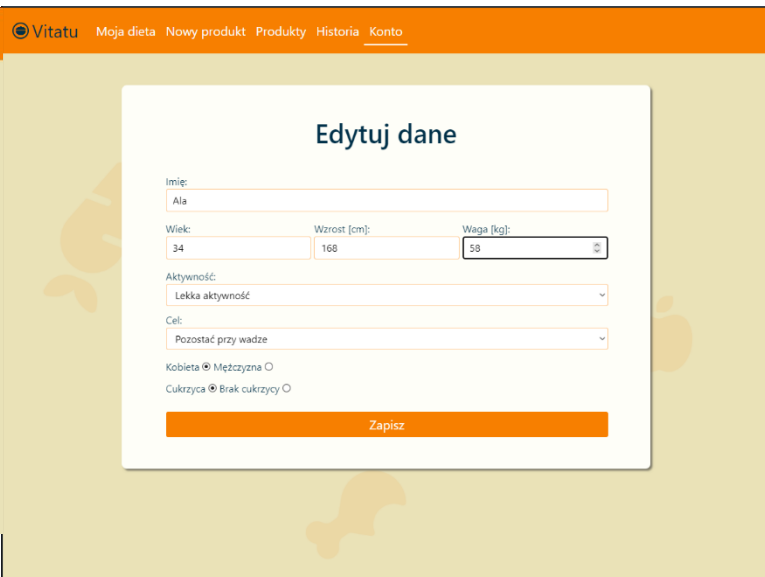 Vitatu Moja dieta Nowy produkt Produkty Historia Konto
Edytuj dane
Imię:
Ala
Wiek: Wzrost [cm]: Waga [kg]:
34 168 58
Aktywność:
Lekka aktywność
Cel:
Pozostać przy wadze
Kobieta Mężczyzna
Cukrzyca Brak cukrzycy
Zapisz